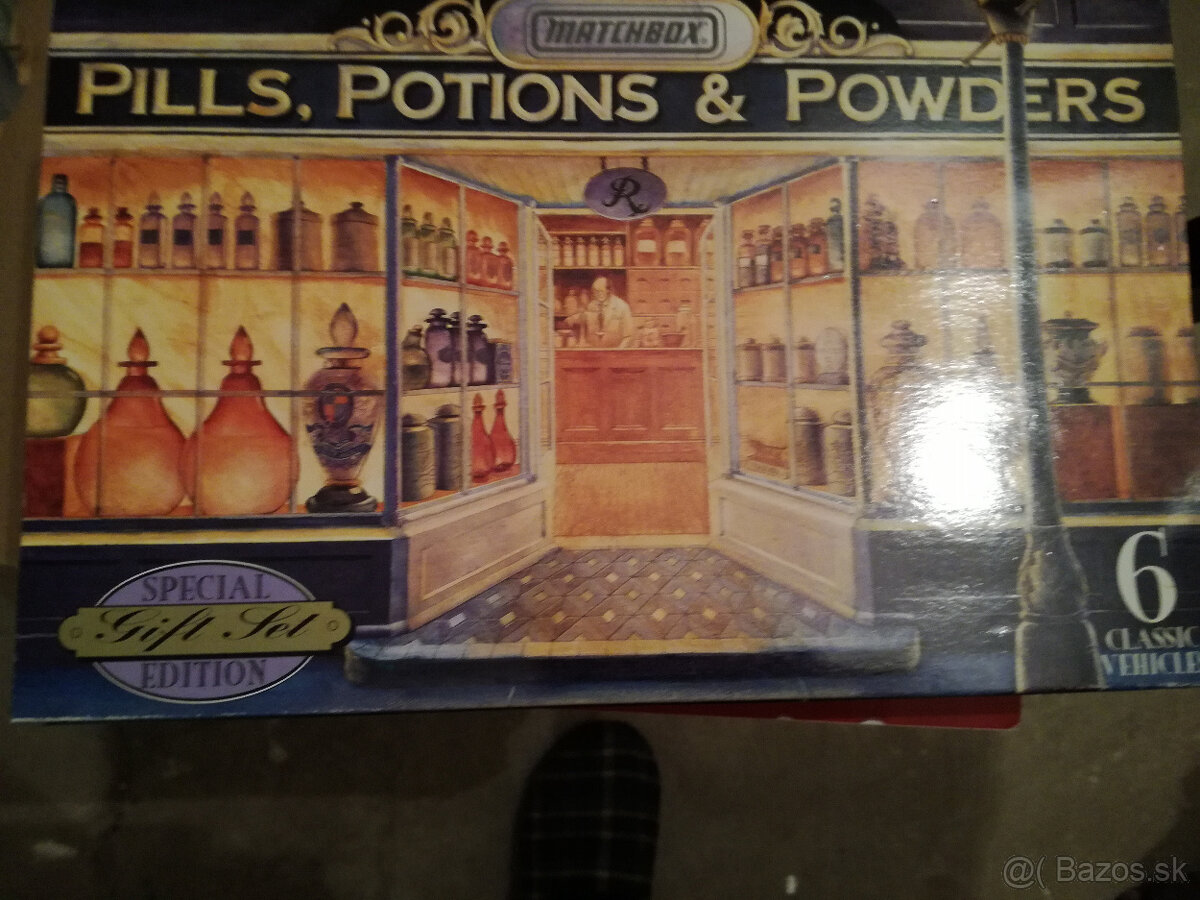 MATCHBOX
PILLS, POTIONS & POWDERS
R
SPECIAL
Gift Set
EDITION
6
CLASSIC
VEHICLES
@( Bazos.sk